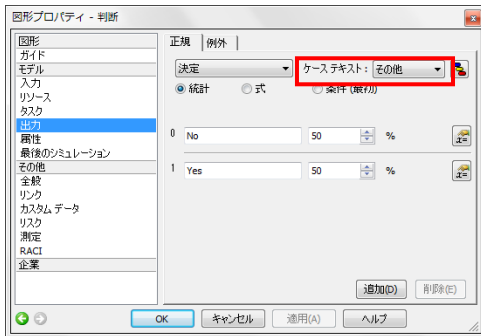 図形プロパティ - 判断
図形
ガイド
モデル
入力
リソース
タスク
出力
属性
最後のシミュレーション
その他
全般
リンク
カスタム データ
リスク
測定
RACI
企業
正規
例外
決定
ケース テキスト: その他
統計
式
条件 (最初)
0 No 50 %
1 Yes 50 %
追加(D)
削除(E)
OK
キャンセル
適用(A)
ヘルプ